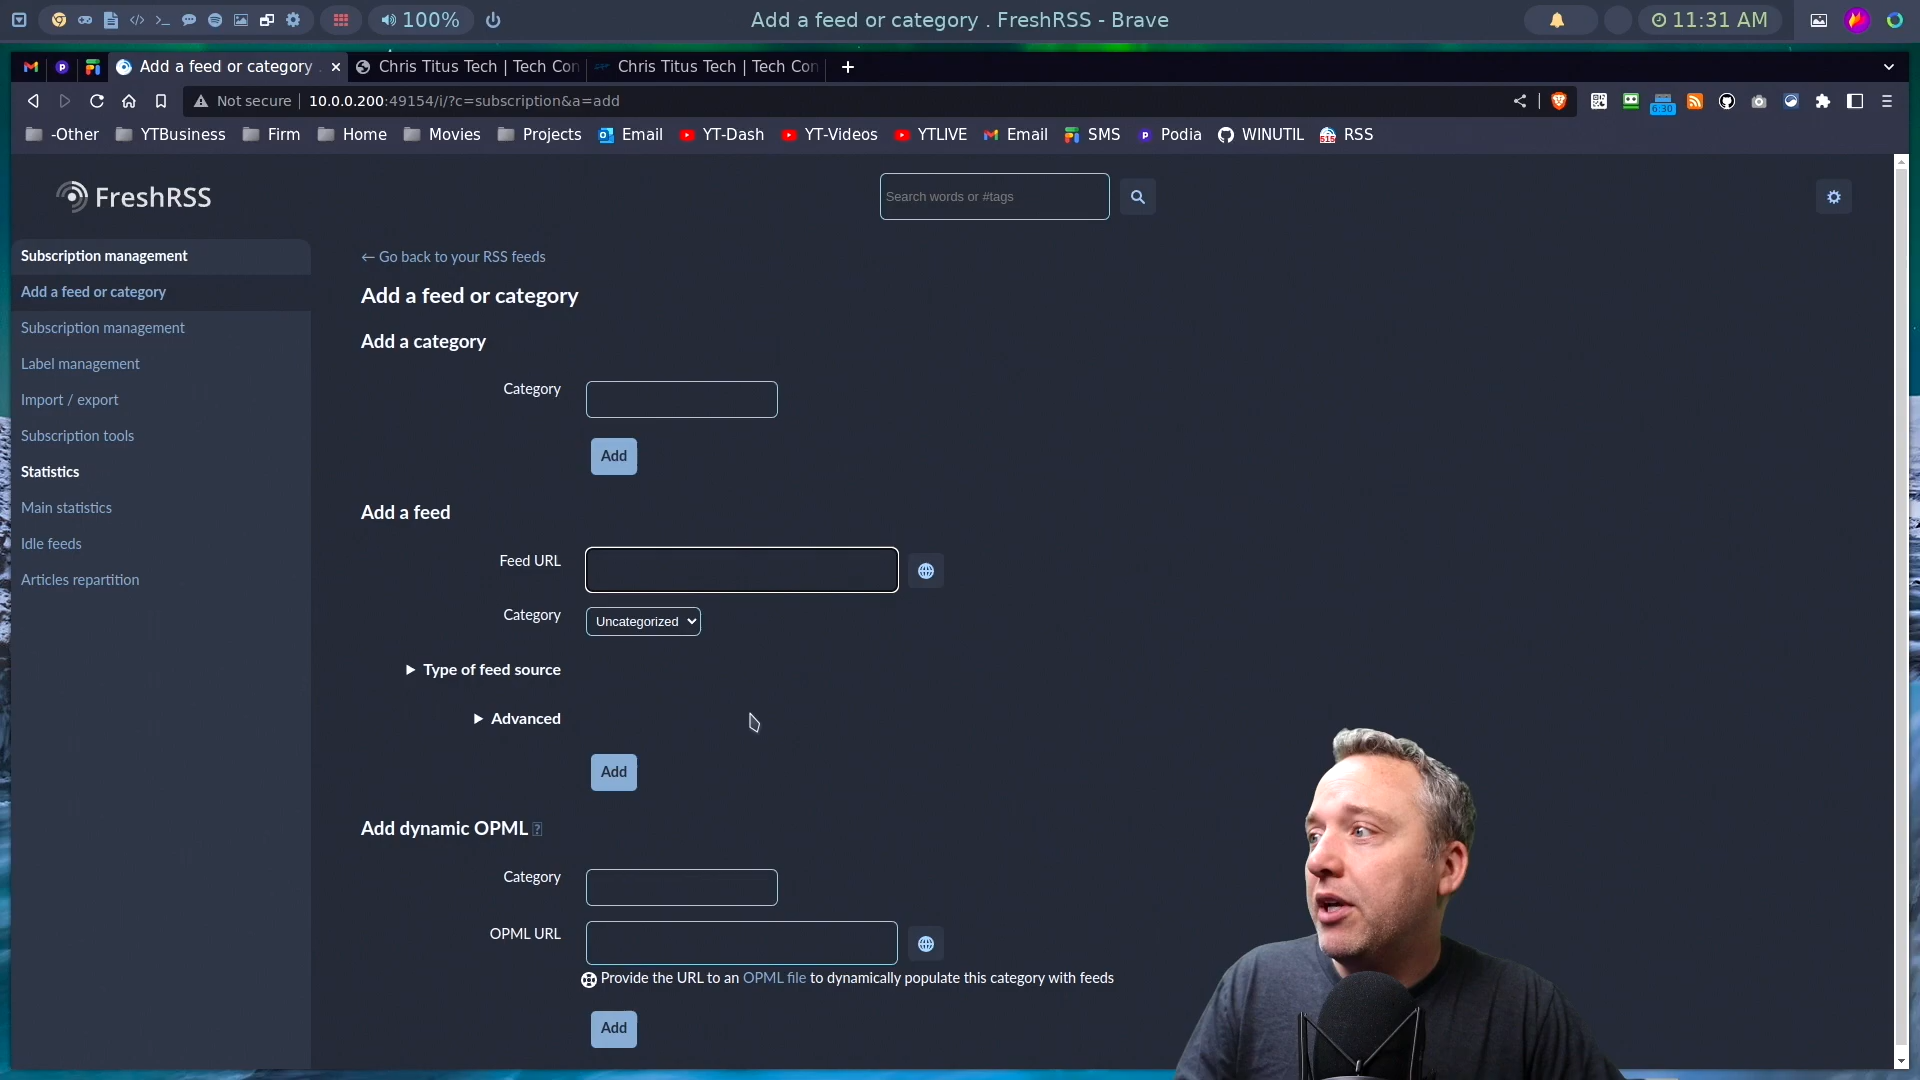 100%
Add a feed or category . FreshRSS - Brave
11:31 AM
Add a feed or category
Chris Titus Tech | Tech Con
Chris Titus Tech | Tech Con
Not secure
10.0.0.200:49154/i/?c=subscription&a=add
6:30
-Other
YTBusiness
Firm
Home
Movies
Projects
Email
YT-Dash
YT-Videos
YTLIVE
Email
SMS
Podia
WINUTIL
RSS
FreshRSS
Search words or #tags
Subscription management
Add a feed or category
Subscription management
Label management
Import / export
Subscription tools
Statistics
Main statistics
Idle feeds
Articles repartition
← Go back to your RSS feeds
Add a feed or category
Add a category
Category
Add
Add a feed
Feed URL
Category
Uncategorized
Type of feed source
Advanced
Add
Add dynamic OPML ?
Category
OPML URL
Provide the URL to an OPML file to dynamically populate this category with feeds
Add